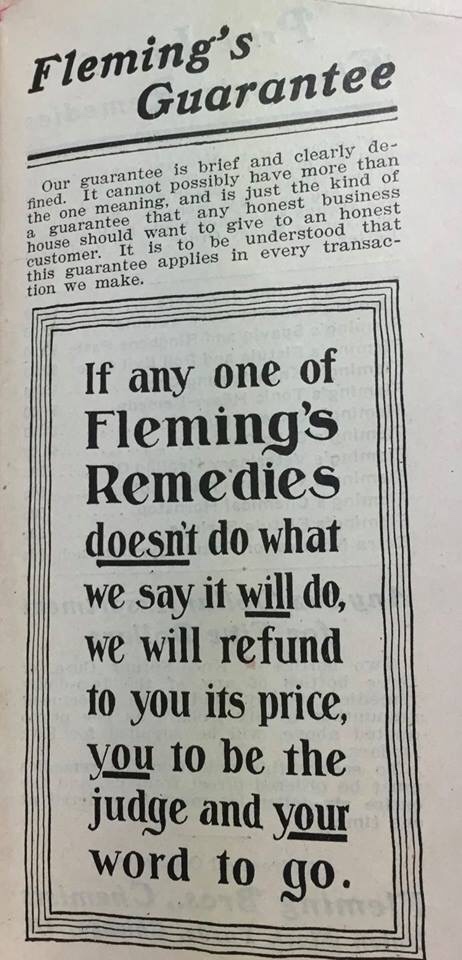 Fleming's
Guarantee
Our guarantee is brief and clearly de-
fined. It cannot possibly have more than
the one meaning, and is just the kind of
a guarantee that any honest business
house should want to give to an honest
customer. It is to be understood that
this guarantee applies in every transac-
tion we make.
If any one of
Fleming's
Remedies
doesn't do what
we say it will do,
we will refund
to you its price,
you to be the
judge and your
word to go.